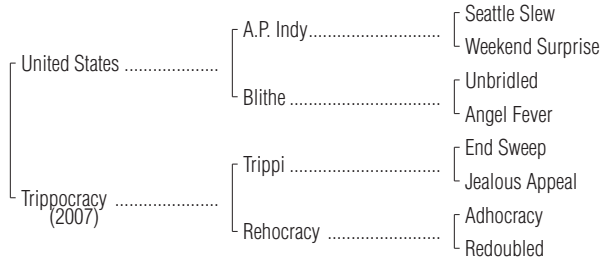 Seattle Slew
A.P. Indy......................
Weekend Surprise
United States ....................
Unbridled
Blithe ................................
Angel Fever
End Sweep
Trippi ................................
Jealous Appeal
Trippocracy ......................
(2007)
Adhocracy
Rehocracy ..........................
Redoubled